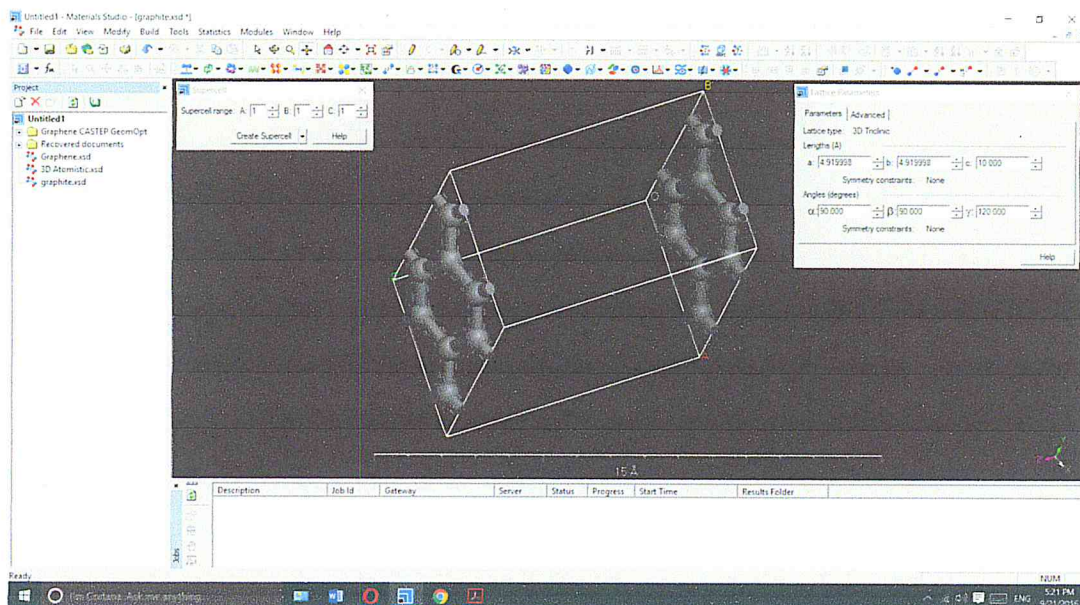 Untitled1 - Materials Studio - [graphite.xsd *]
File Edit View Modify Build Tools Statistics Modules Window Help
Project
Untitled1
Graphene CASTEP GeomOpt
Recovered documents
Graphene.xsd
3D Atomistic.xsd
graphite.xsd
Supercell
Supercell range: A: 1 B: 1 C: 1
Create Supercell Help
B
O
15 Å
Lattice Parameters
Parameters Advanced
Lattice type: 3D Triclinic
Lengths (Å)
a: 4.919998 b: 4.919998 c: 10.000
Symmetry constraints: None
Angles (degrees)
α: 90.000 β: 90.000 γ: 120.000
Symmetry constraints: None
Help
Jobs
Description Job Id Gateway Server Status Progress Start Time Results Folder
Ready
NUM
I'm Cortana. Ask me anything.
ENG 5:21 PM